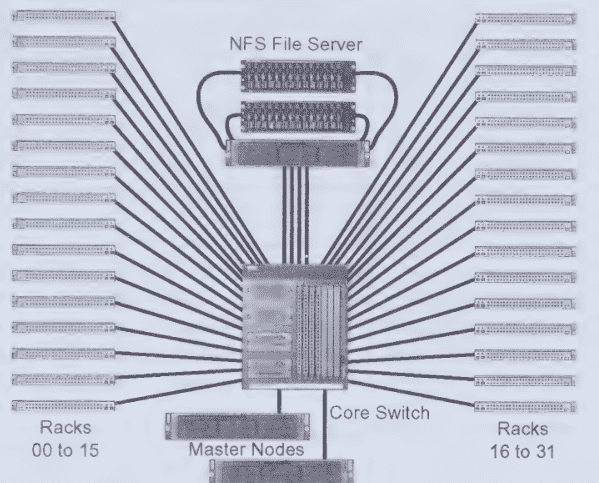 NFS File Server
Core Switch
Racks
00 to 15
Master Nodes
Racks
16 to 31